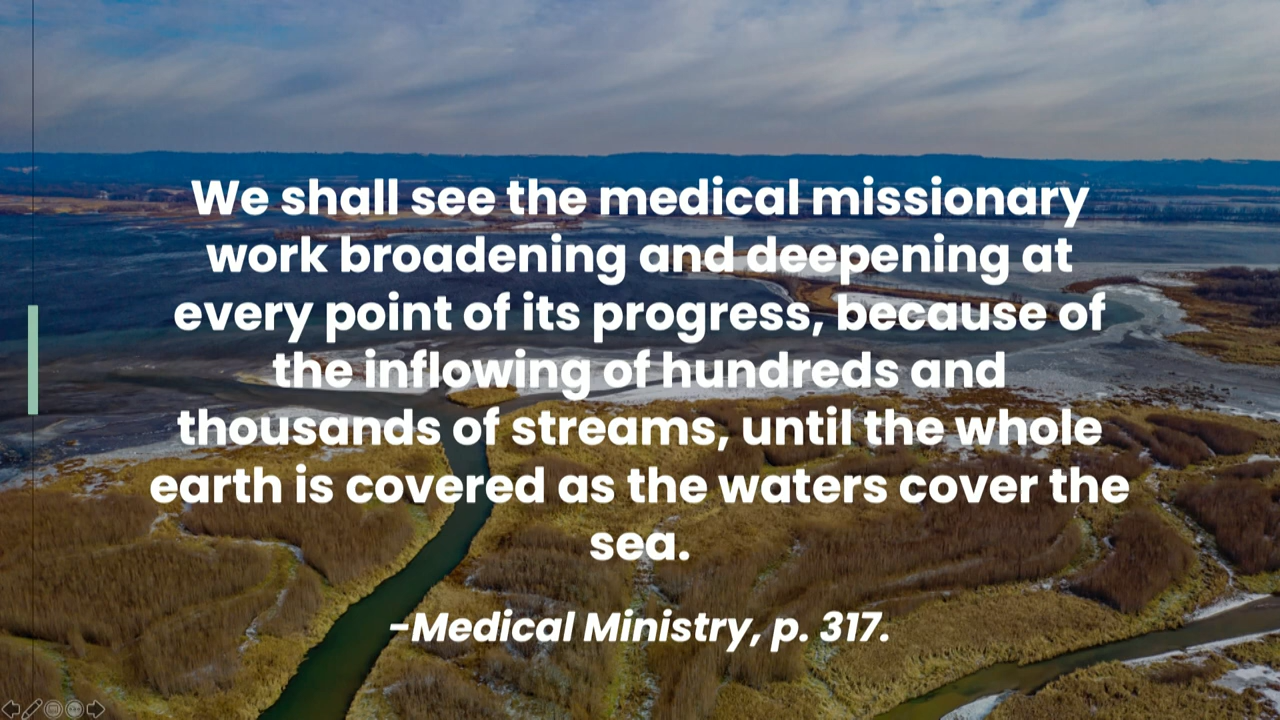 We shall see the medical missionary
work broadening and deepening at
every point of its progress, because of
the inflowing of hundreds and
thousands of streams, until the whole
earth is covered as the waters cover the
sea.
-Medical Ministry, p. 317.